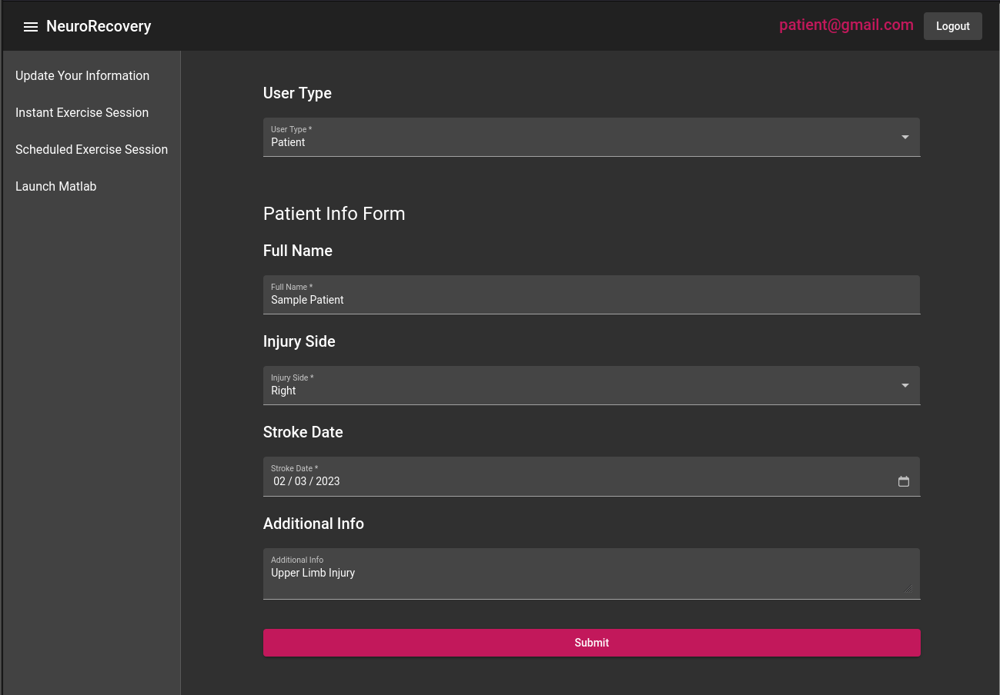 NeuroRecovery
patient@gmail.com
Logout
Update Your Information
Instant Exercise Session
Scheduled Exercise Session
Launch Matlab
User Type
User Type *
Patient
Patient Info Form
Full Name
Full Name *
Sample Patient
Injury Side
Injury Side *
Right
Stroke Date
Stroke Date *
02 / 03 / 2023
Additional Info
Additional Info
Upper Limb Injury
Submit